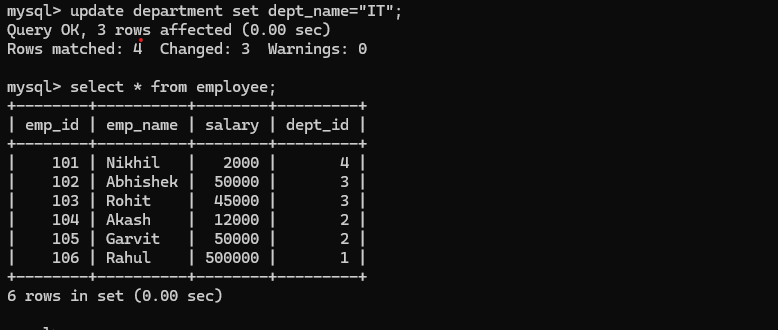 mysql> update department set dept_name="IT";
Query OK, 3 rows affected (0.00 sec)
Rows matched: 4  Changed: 3  Warnings: 0
mysql> select * from employee;
+--------+----------+--------+---------+
| emp_id | emp_name | salary | dept_id |
+--------+----------+--------+---------+
|    101 | Nikhil   |   2000 |       4 |
|    102 | Abhishek |  50000 |       3 |
|    103 | Rohit    |  45000 |       3 |
|    104 | Akash    |  12000 |       2 |
|    105 | Garvit   |  50000 |       2 |
|    106 | Rahul    | 500000 |       1 |
+--------+----------+--------+---------+
6 rows in set (0.00 sec)